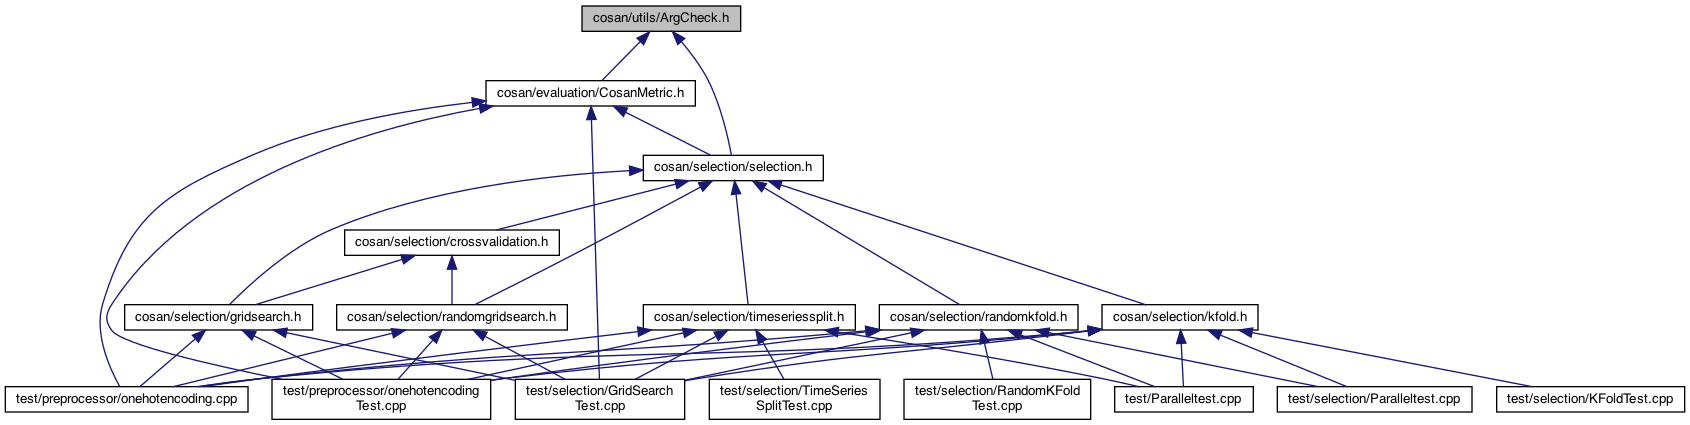 cosan/utils/ArgCheck.h
cosan/evaluation/CosanMetric.h
cosan/selection/selection.h
cosan/selection/crossvalidation.h
cosan/selection/gridsearch.h
cosan/selection/randomgridsearch.h
cosan/selection/timeseriessplit.h
cosan/selection/randomkfold.h
cosan/selection/kfold.h
test/preprocessor/onehotencoding.cpp
test/preprocessor/onehotencoding
Test.cpp
test/selection/GridSearch
Test.cpp
test/selection/TimeSeries
SplitTest.cpp
test/selection/RandomKFold
Test.cpp
test/Paralleltest.cpp
test/selection/Paralleltest.cpp
test/selection/KFoldTest.cpp